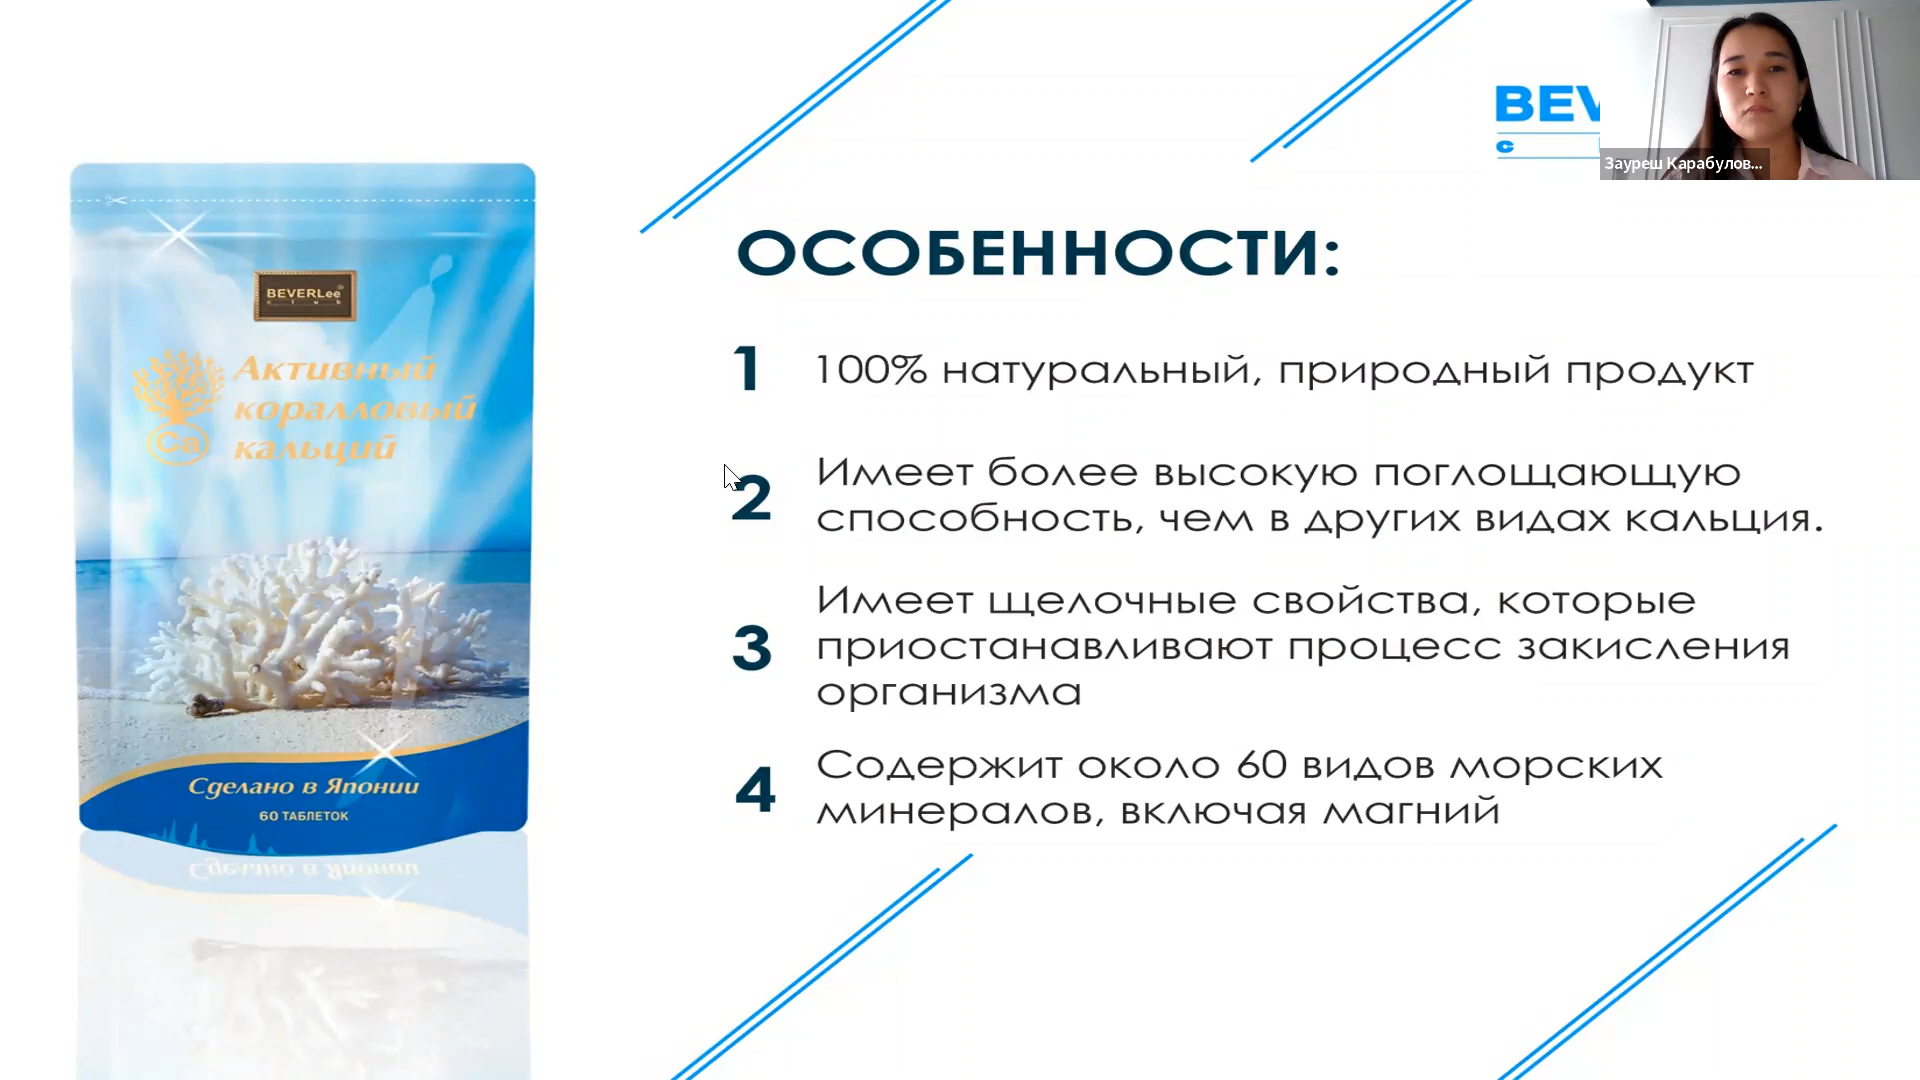 BEV
C
Зауреш Карабулов...
BEVERLee
Активный
коралловый
кальций
Ca
Сделано в Японии
60 ТАБЛЕТОК
ОСОБЕННОСТИ:
1 100% натуральный, природный продукт
2 Имеет более высокую поглощающую
способность, чем в других видах кальция.
3 Имеет щелочные свойства, которые
приостанавливают процесс закисления
организма
4 Содержит около 60 видов морских
минералов, включая магний